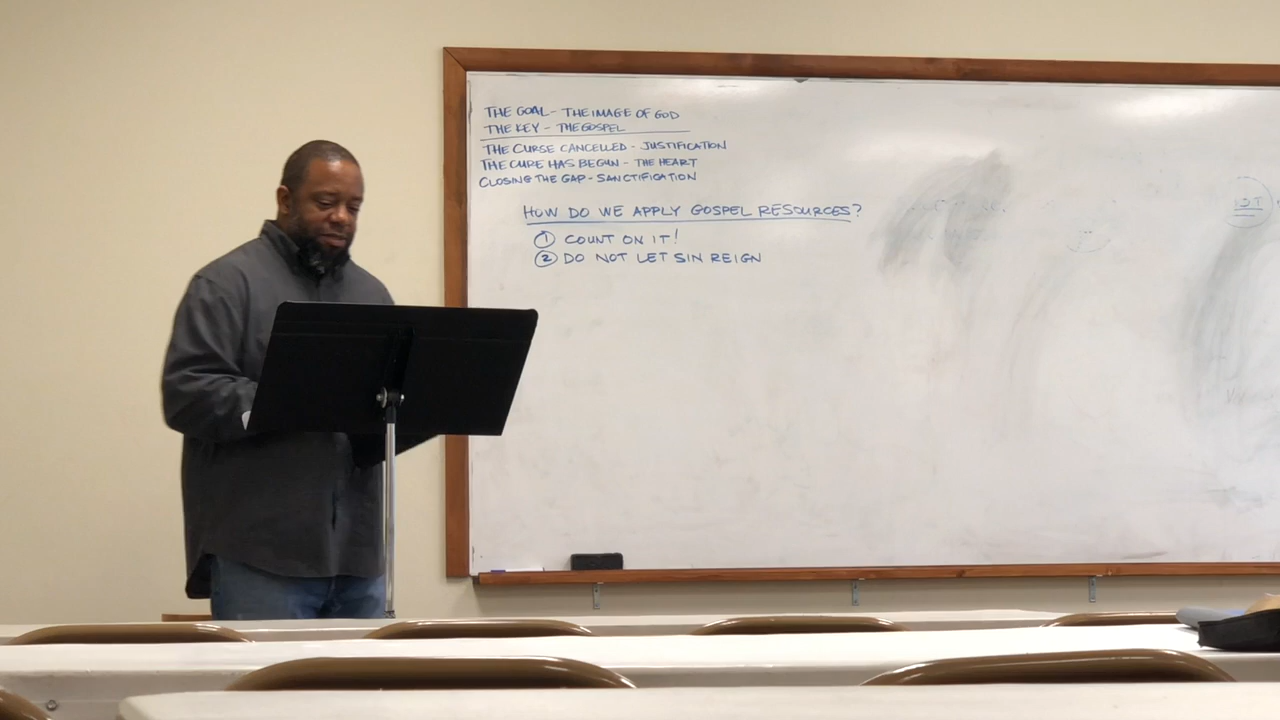 THE GOAL - THE IMAGE OF GOD
THE KEY - THE GOSPEL
THE CURSE CANCELLED - JUSTIFICATION
THE CURE HAS BEGUN - THE HEART
CLOSING THE GAP - SANCTIFICATION
HOW DO WE APPLY GOSPEL RESOURCES?
1 COUNT ON IT!
2 DO NOT LET SIN REIGN